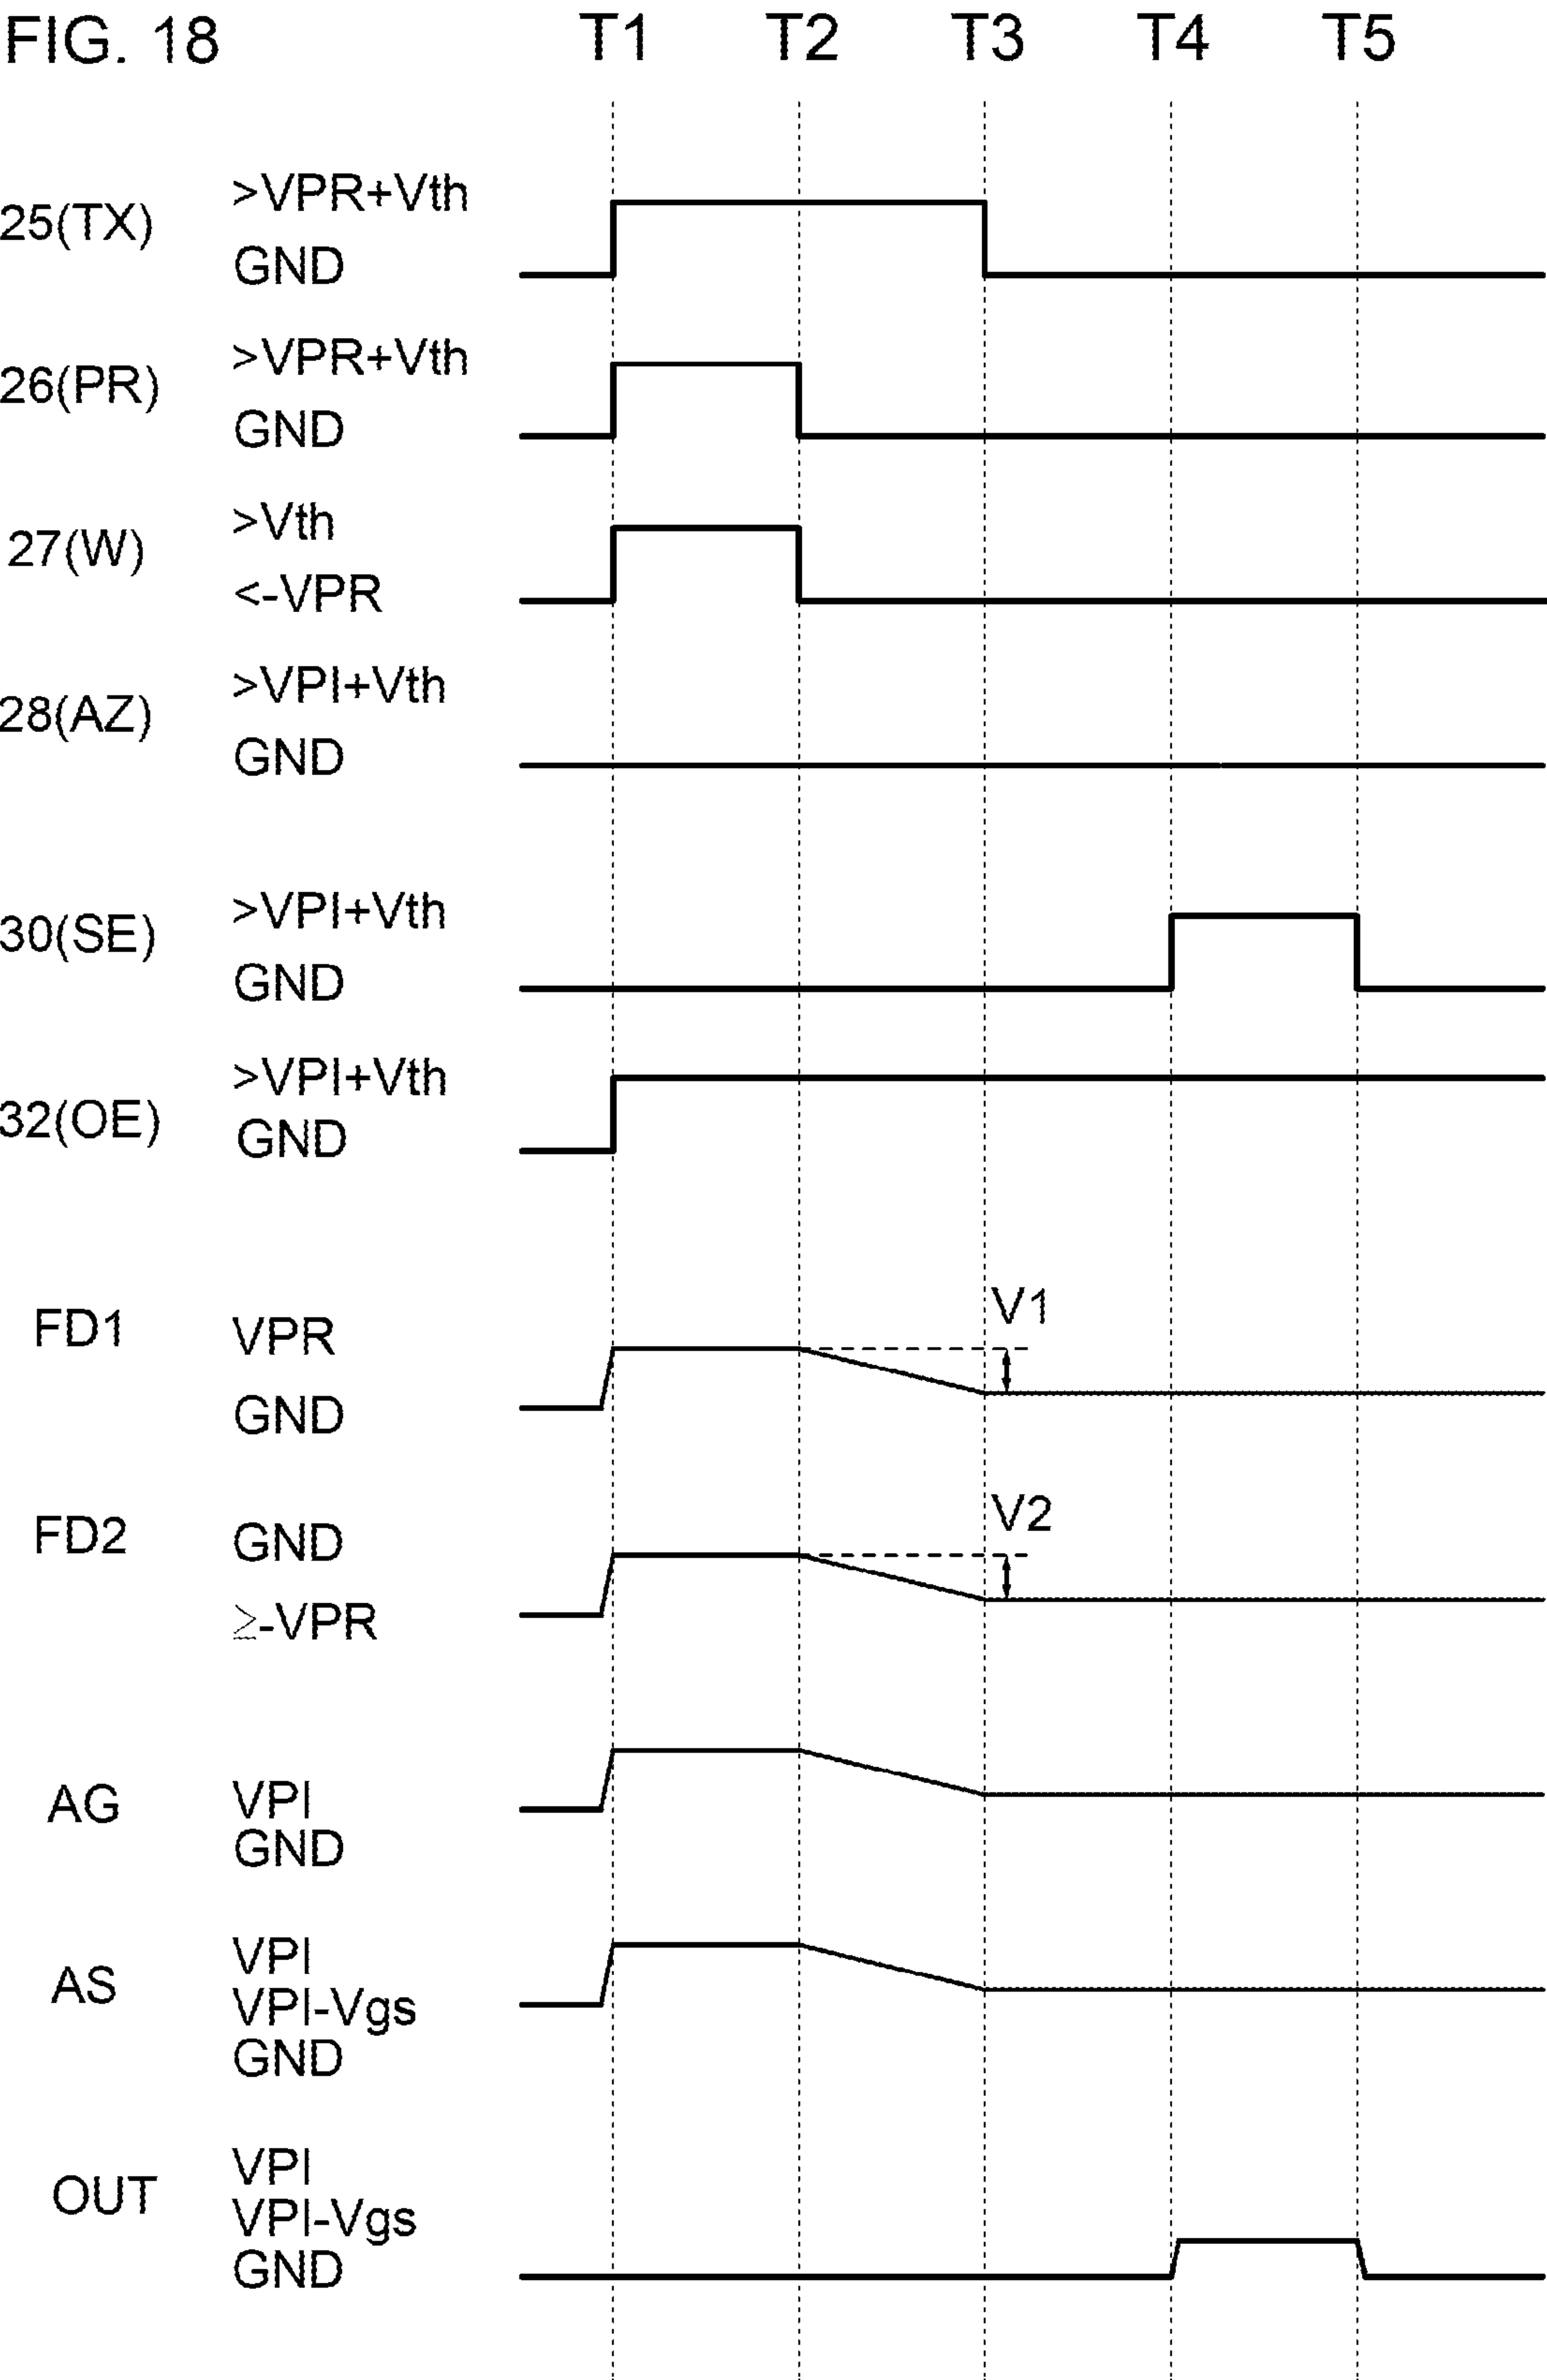 FIG. 18 T1 T2 T3 T4 T5
25(TX) >VPR+Vth
GND
26(PR) >VPR+Vth
GND
27(W) >Vth
<-VPR
28(AZ) >VPI+Vth
GND
30(SE) >VPI+Vth
GND
32(OE) >VPI+Vth
GND
V1
FD1 VPR
GND
V2
FD2 GND
≥-VPR
AG VPI
GND
AS VPI
VPI-Vgs
GND
OUT VPI
VPI-Vgs
GND